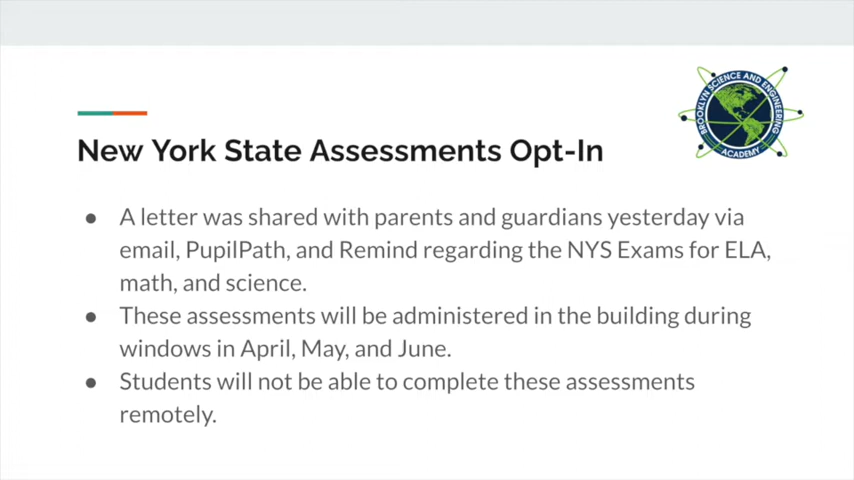 BROOKLYN SCIENCE AND ENGINEERING
ACADEMY
New York State Assessments Opt-In
● A letter was shared with parents and guardians yesterday via
email, PupilPath, and Remind regarding the NYS Exams for ELA,
math, and science.
● These assessments will be administered in the building during
windows in April, May, and June.
● Students will not be able to complete these assessments
remotely.